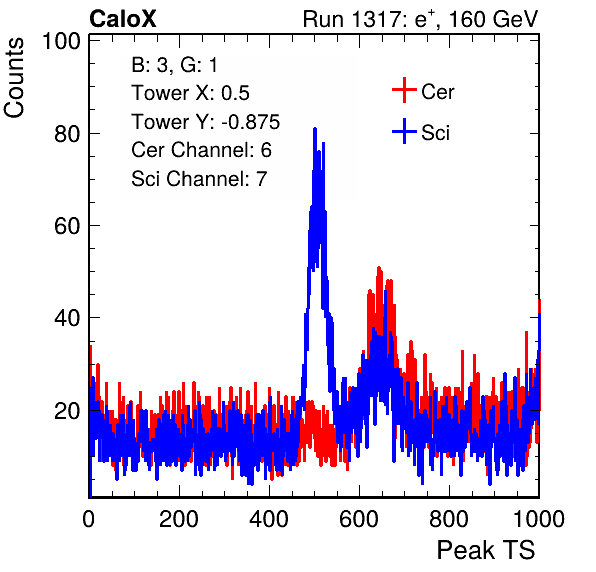 CaloX Run 1317: e⁺, 160 GeV
Counts
B: 3, G: 1
Tower X: 0.5
Tower Y: -0.875
Cer Channel: 6
Sci Channel: 7
Cer
Sci
100
80
60
40
20
0 200 400 600 800 1000
Peak TS